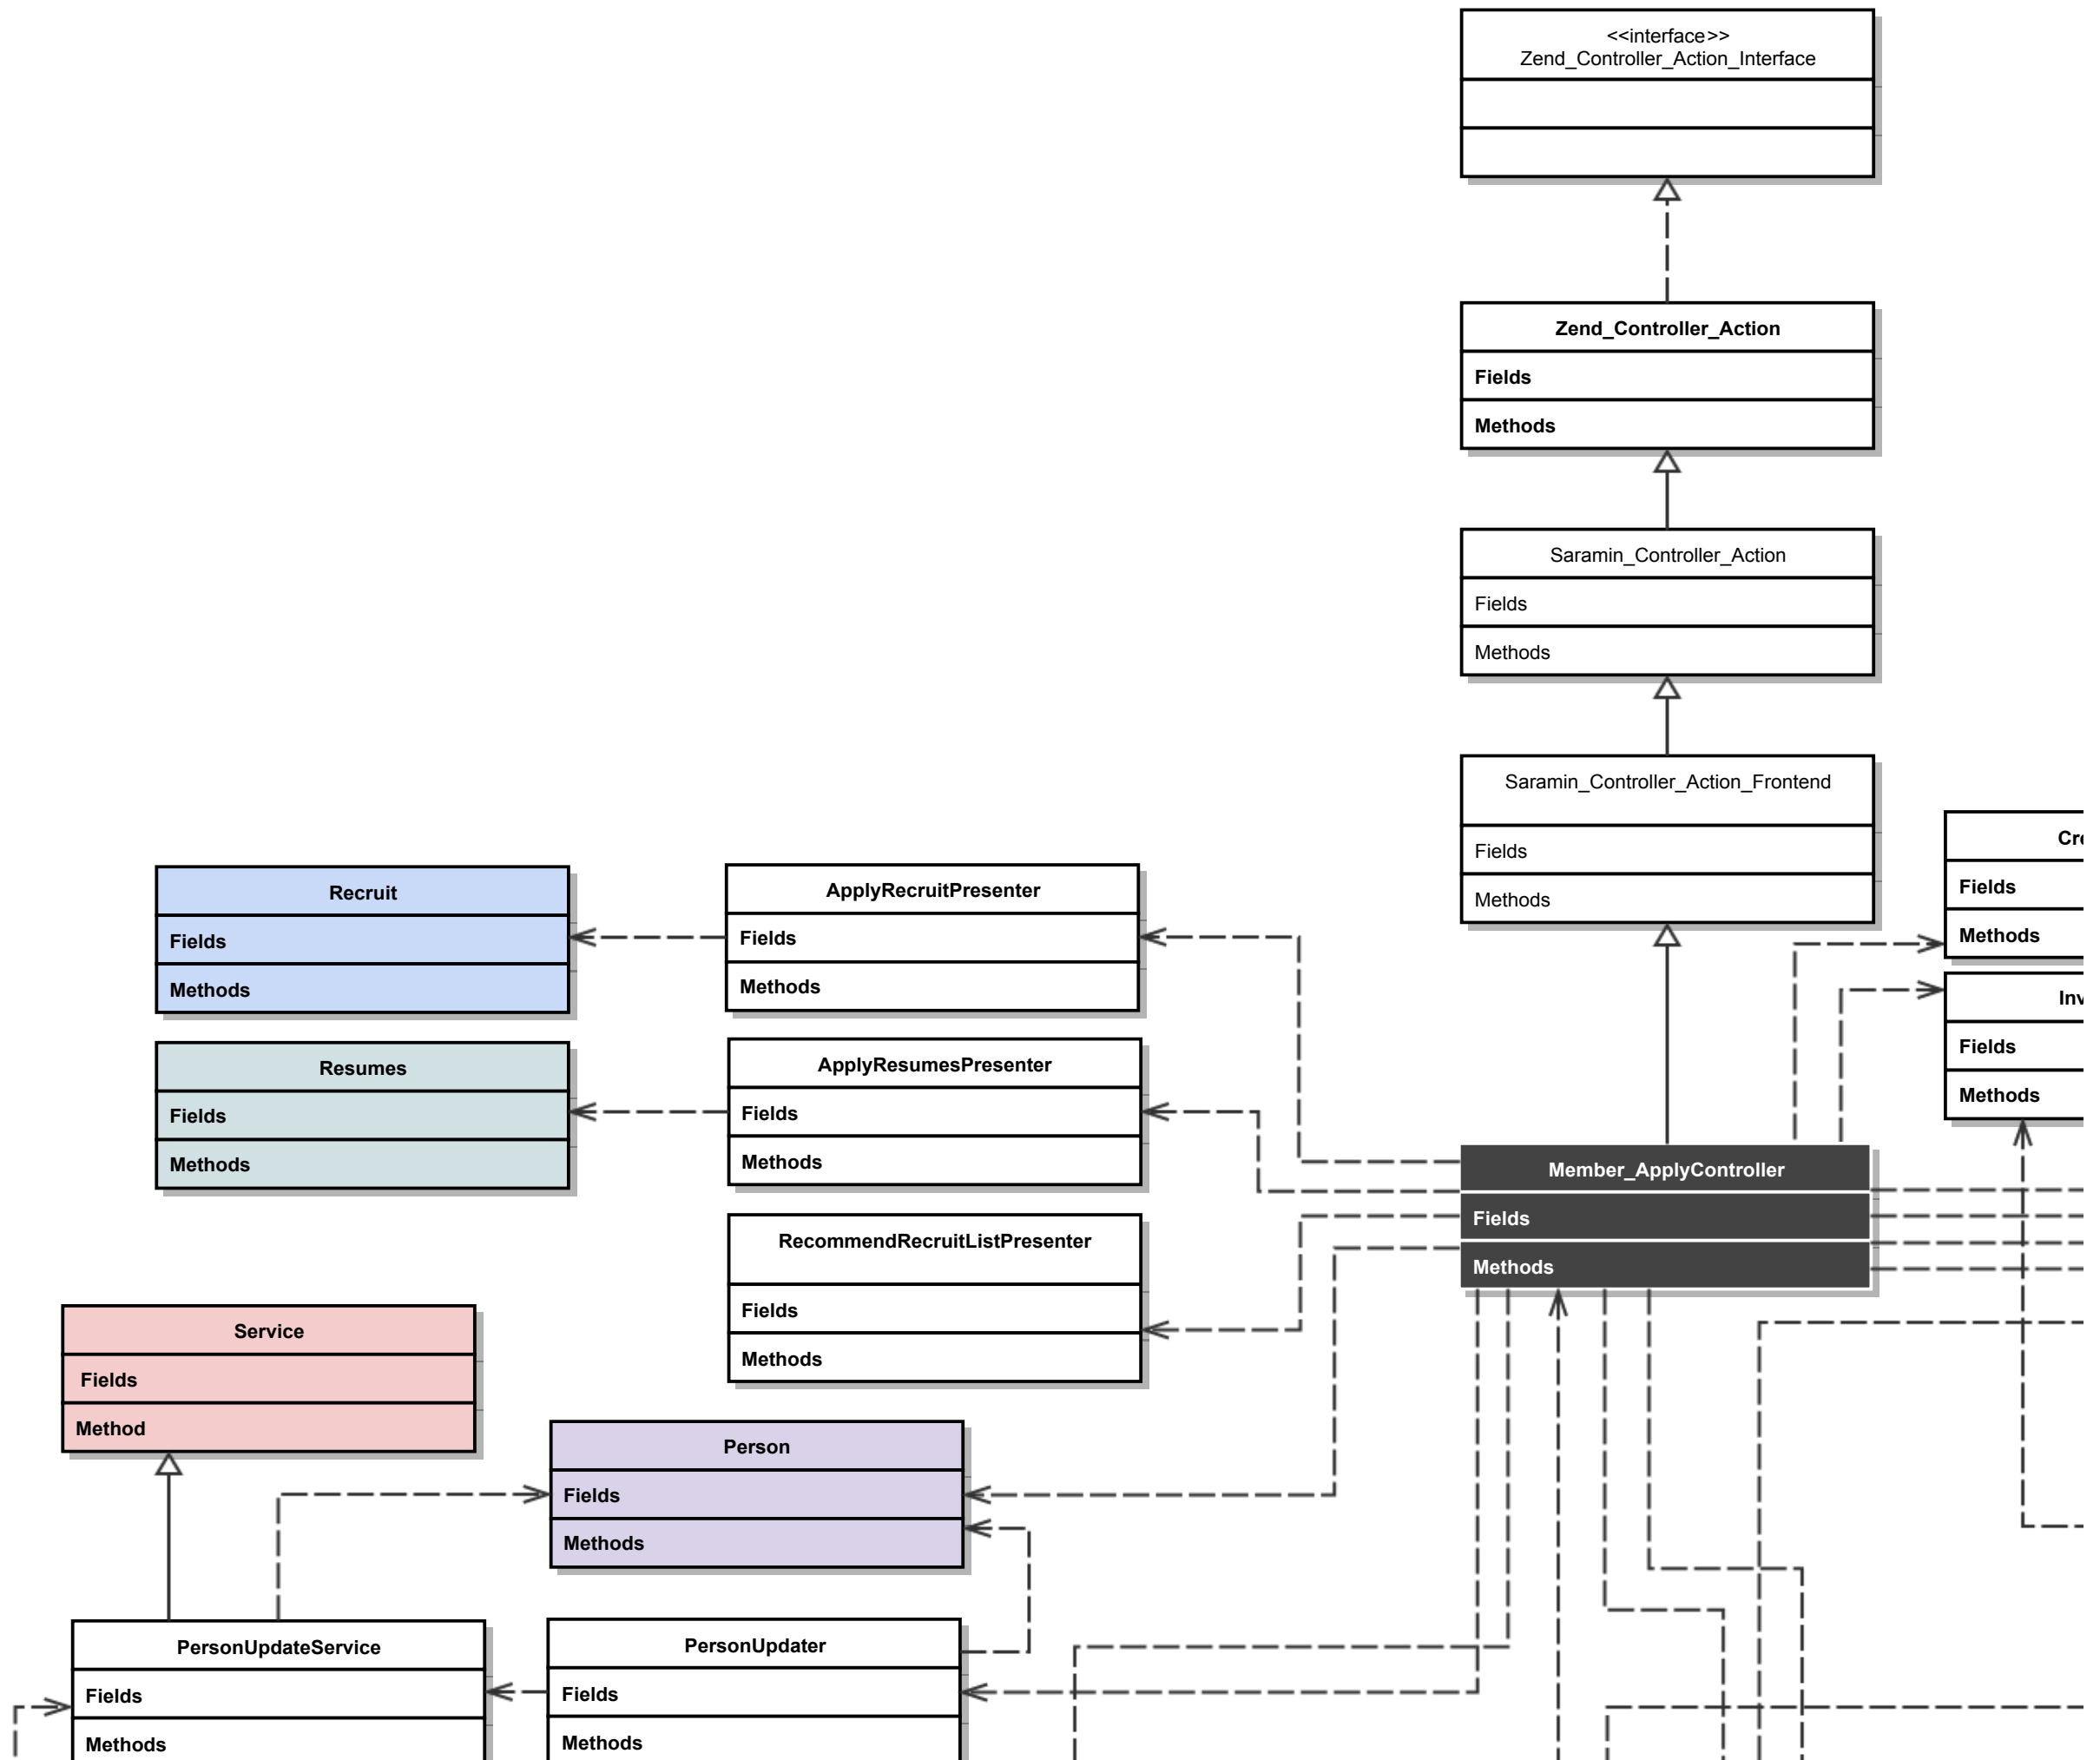 <<interface>>
Zend_Controller_Action_Interface
Zend_Controller_Action
Fields
Methods
Saramin_Controller_Action
Fields
Methods
Saramin_Controller_Action_Frontend
Fields
Methods
Cre
Fields
Methods
Inv
Fields
Methods
Recruit
Fields
Methods
ApplyRecruitPresenter
Fields
Methods
Resumes
Fields
Methods
ApplyResumesPresenter
Fields
Methods
Member_ApplyController
Fields
Methods
RecommendRecruitListPresenter
Fields
Methods
Service
Fields
Method
Person
Fields
Methods
PersonUpdateService
Fields
Methods
PersonUpdater
Fields
Methods